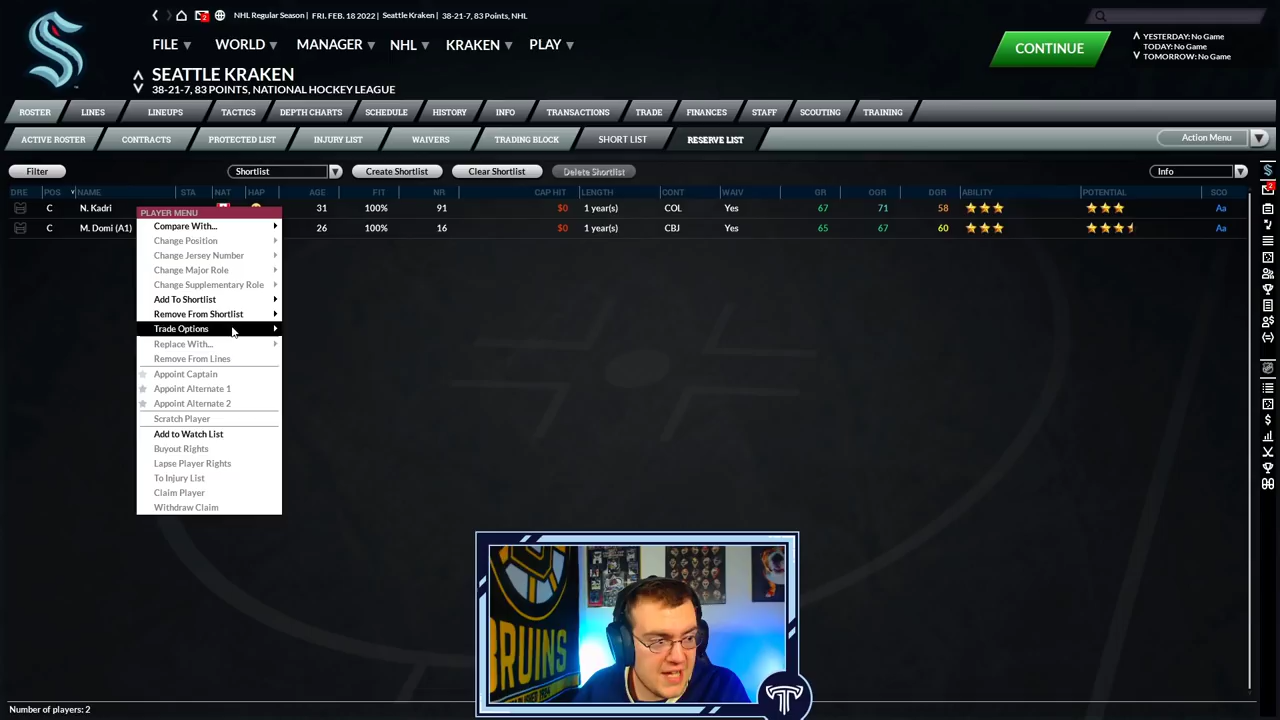 NHL Regular Season | FRI. FEB. 18 2022 | Seattle Kraken | 38-21-7, 83 Points, NHL
2
FILE WORLD MANAGER NHL KRAKEN PLAY
CONTINUE
YESTERDAY: No Game
TODAY: No Game
TOMORROW: No Game
SEATTLE KRAKEN
38-21-7, 83 POINTS, NATIONAL HOCKEY LEAGUE
ROSTER LINES LINEUPS TACTICS DEPTH CHARTS SCHEDULE HISTORY INFO TRANSACTIONS TRADE FINANCES STAFF SCOUTING TRAINING
ACTIVE ROSTER CONTRACTS PROTECTED LIST INJURY LIST WAIVERS TRADING BLOCK SHORT LIST RESERVE LIST Action Menu
Filter Shortlist Create Shortlist Clear Shortlist Delete Shortlist Info
DRE POS NAME STA NAT HAP AGE FIT NR CAP HIT LENGTH CONT WAIV GR OGR DGR ABILITY POTENTIAL SCO
C N. Kadri 31 100% 91 $0 1 year(s) COL Yes 67 71 58 Aa
C M. Domi (A1) 26 100% 16 $0 1 year(s) CBJ Yes 65 67 60 Aa
PLAYER MENU
Compare With...
Change Position
Change Jersey Number
Change Major Role
Change Supplementary Role
Add To Shortlist
Remove From Shortlist
Trade Options
Replace With...
Remove From Lines
Appoint Captain
Appoint Alternate 1
Appoint Alternate 2
Scratch Player
Add to Watch List
Buyout Rights
Lapse Player Rights
To Injury List
Claim Player
Withdraw Claim
BRUINS
Number of players: 2